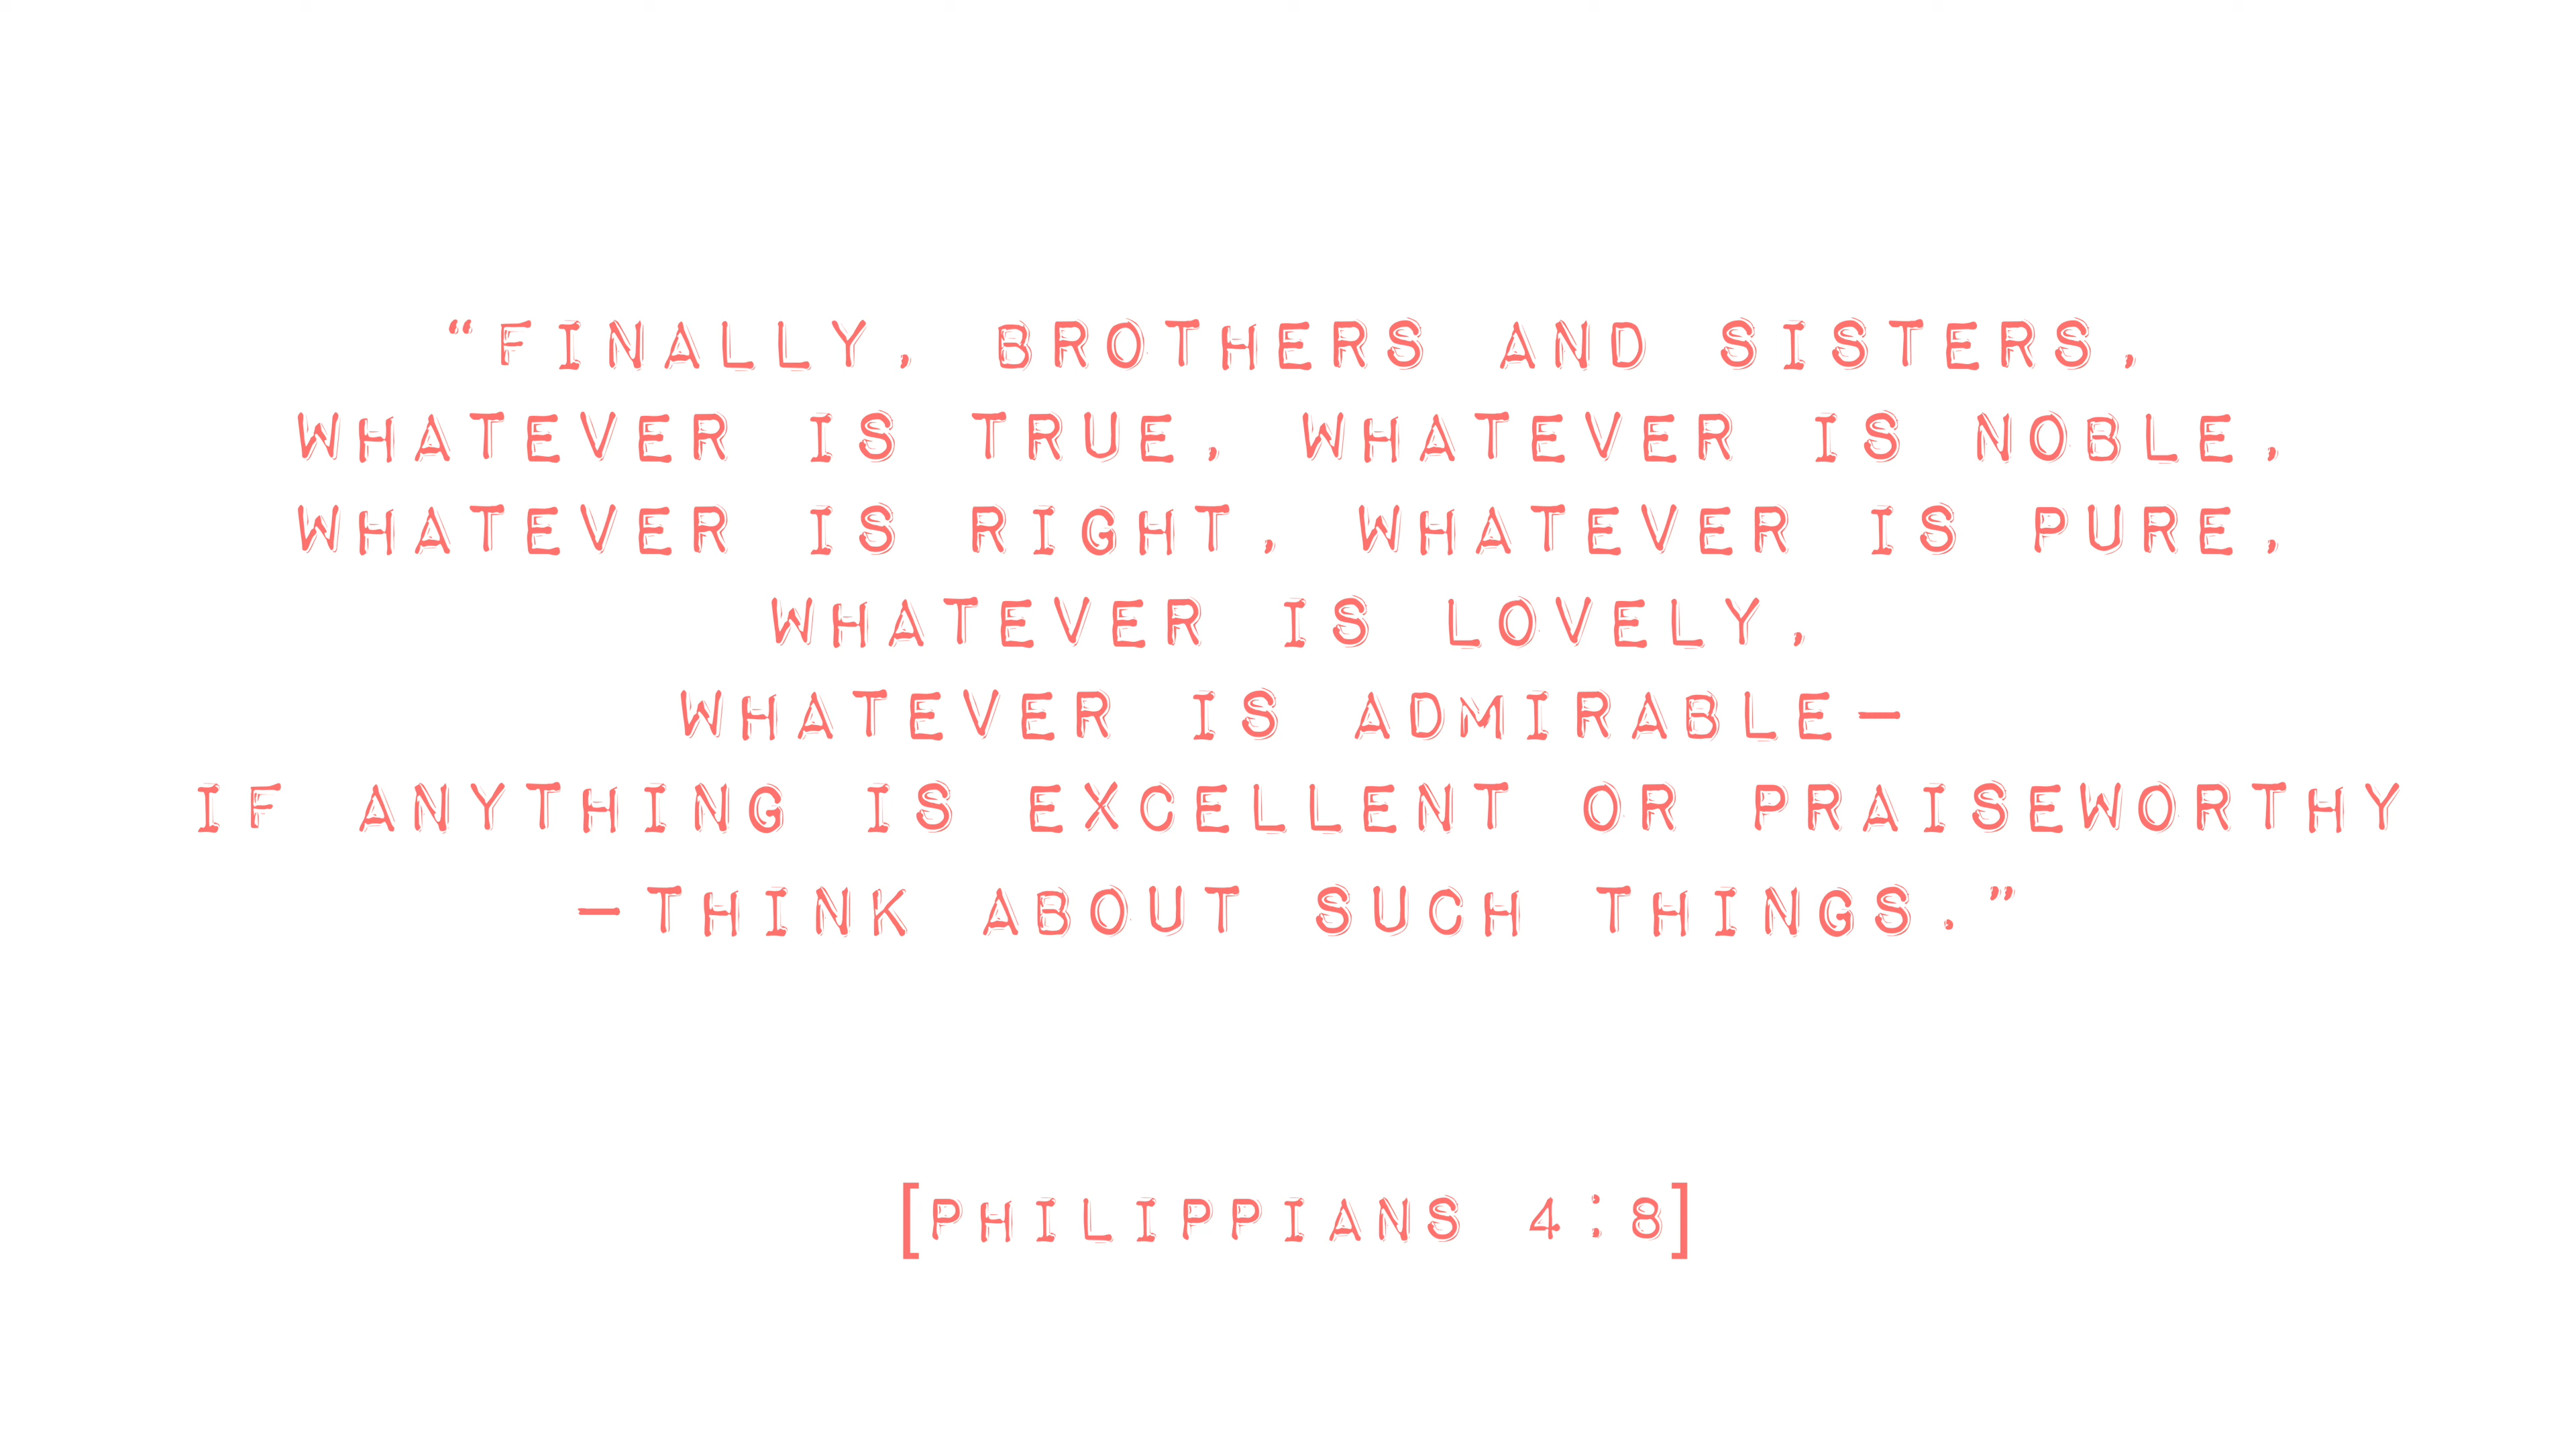 “FINALLY, BROTHERS AND SISTERS,
WHATEVER IS TRUE, WHATEVER IS NOBLE,
WHATEVER IS RIGHT, WHATEVER IS PURE,
WHATEVER IS LOVELY,
WHATEVER IS ADMIRABLE—
IF ANYTHING IS EXCELLENT OR PRAISEWORTHY
—THINK ABOUT SUCH THINGS.”
[PHILIPPIANS 4:8]